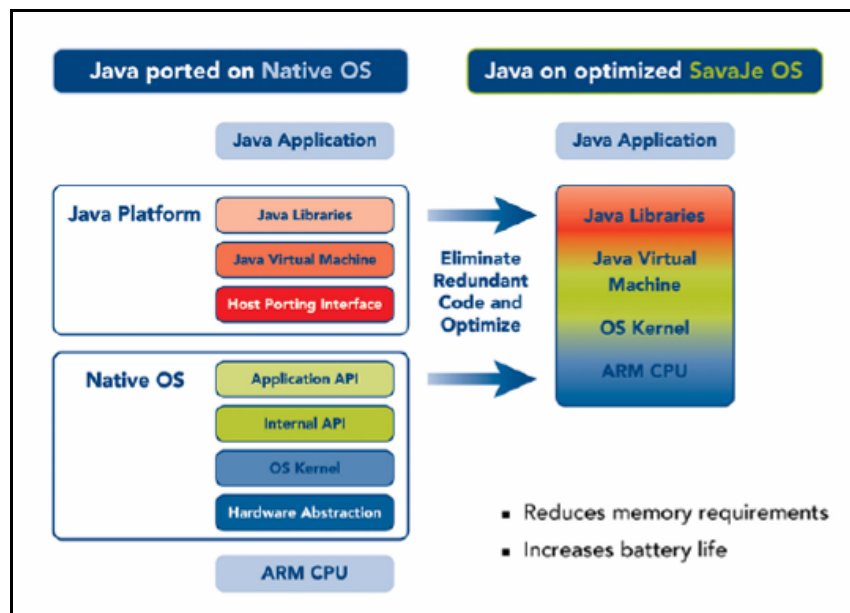 Java ported on Native OS
Java on optimized SavaJe OS
Java Application
Java Platform
Java Libraries
Java Virtual Machine
Host Porting Interface
Native OS
Application API
Internal API
OS Kernel
Hardware Abstraction
ARM CPU
Eliminate
Redundant
Code and
Optimize
Java Application
Java Libraries
Java Virtual
Machine
OS Kernel
ARM CPU
▪ Reduces memory requirements
▪ Increases battery life